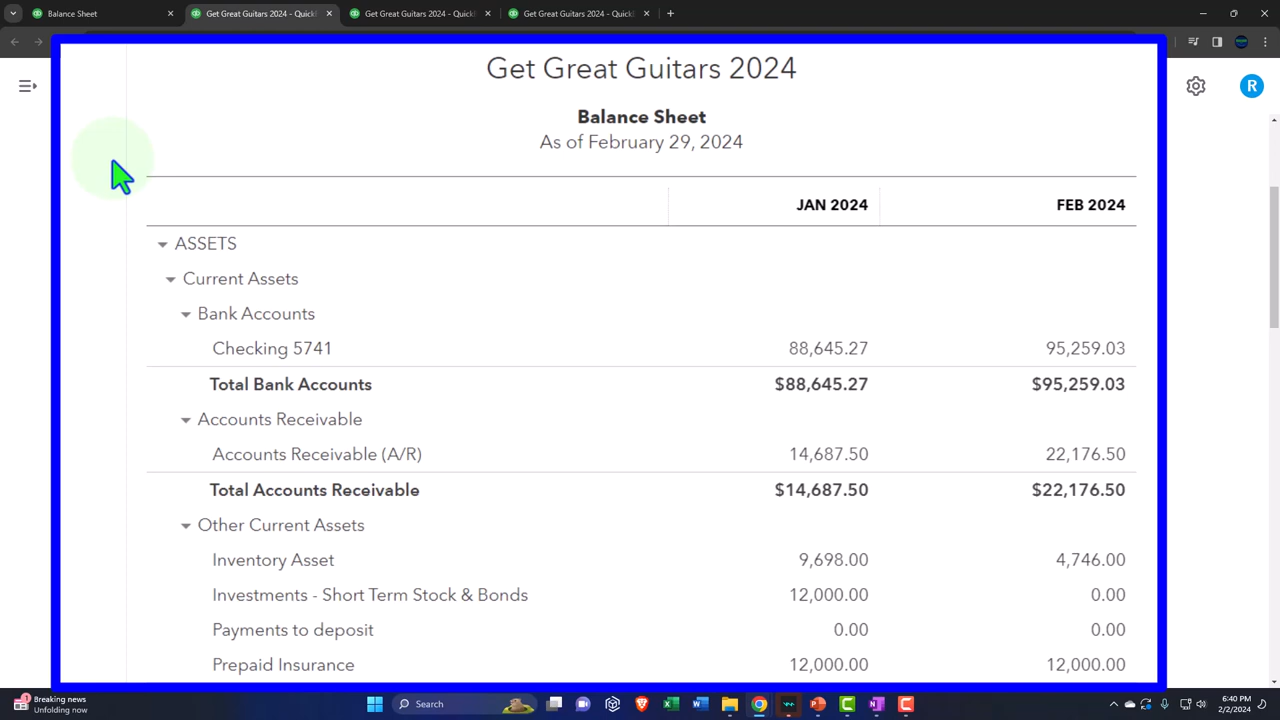 Balance Sheet
Get Great Guitars 2024 - Quick
Get Great Guitars 2024 - Quick
Get Great Guitars 2024 - Quick
R
Get Great Guitars 2024
Balance Sheet
As of February 29, 2024
JAN 2024 FEB 2024
ASSETS
Current Assets
Bank Accounts
Checking 5741 88,645.27 95,259.03
Total Bank Accounts $88,645.27 $95,259.03
Accounts Receivable
Accounts Receivable (A/R) 14,687.50 22,176.50
Total Accounts Receivable $14,687.50 $22,176.50
Other Current Assets
Inventory Asset 9,698.00 4,746.00
Investments - Short Term Stock & Bonds 12,000.00 0.00
Payments to deposit 0.00 0.00
Prepaid Insurance 12,000.00 12,000.00
1
Breaking news
Unfolding now
Search
6:40 PM
2/2/2024